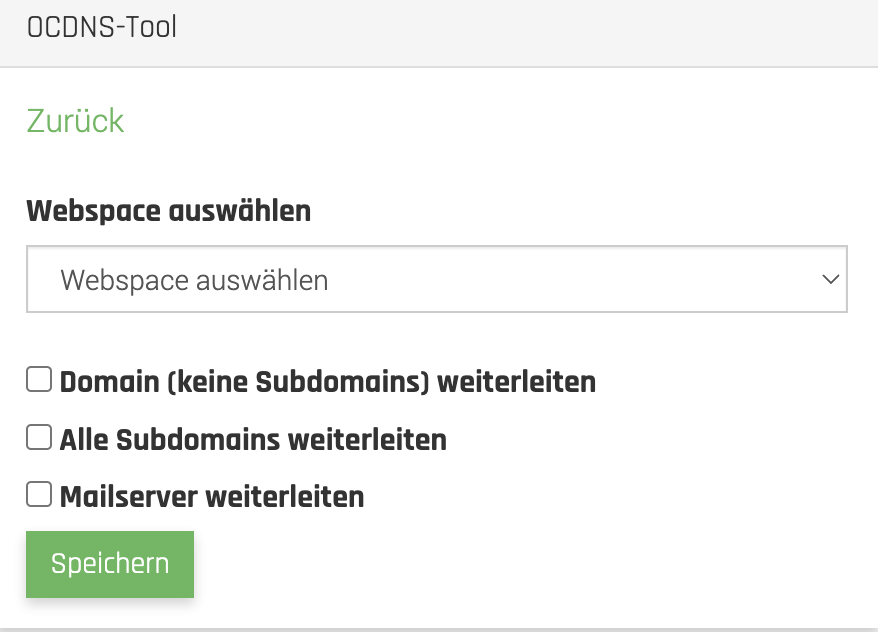 OCDNS-Tool
Zurück
Webspace auswählen
Webspace auswählen
Domain (keine Subdomains) weiterleiten
Alle Subdomains weiterleiten
Mailserver weiterleiten
Speichern